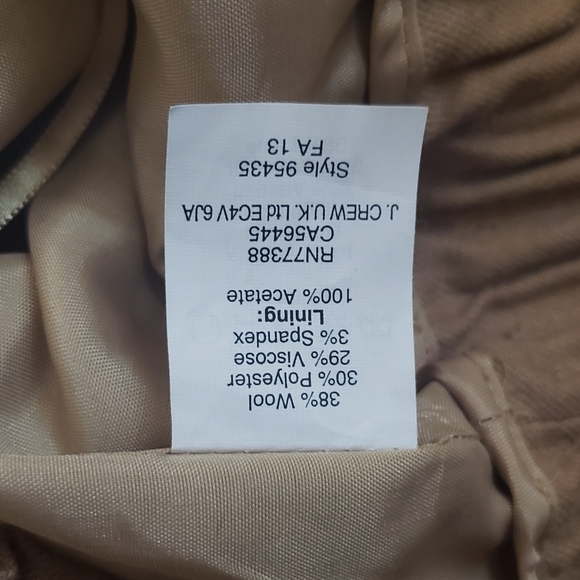 38% Wool
30% Polyester
29% Viscose
3% Spandex
Lining:
100% Acetate
RN77388
CA56445
J. CREW U.K. Ltd EC4V 6JA
Style 95435
FA 13